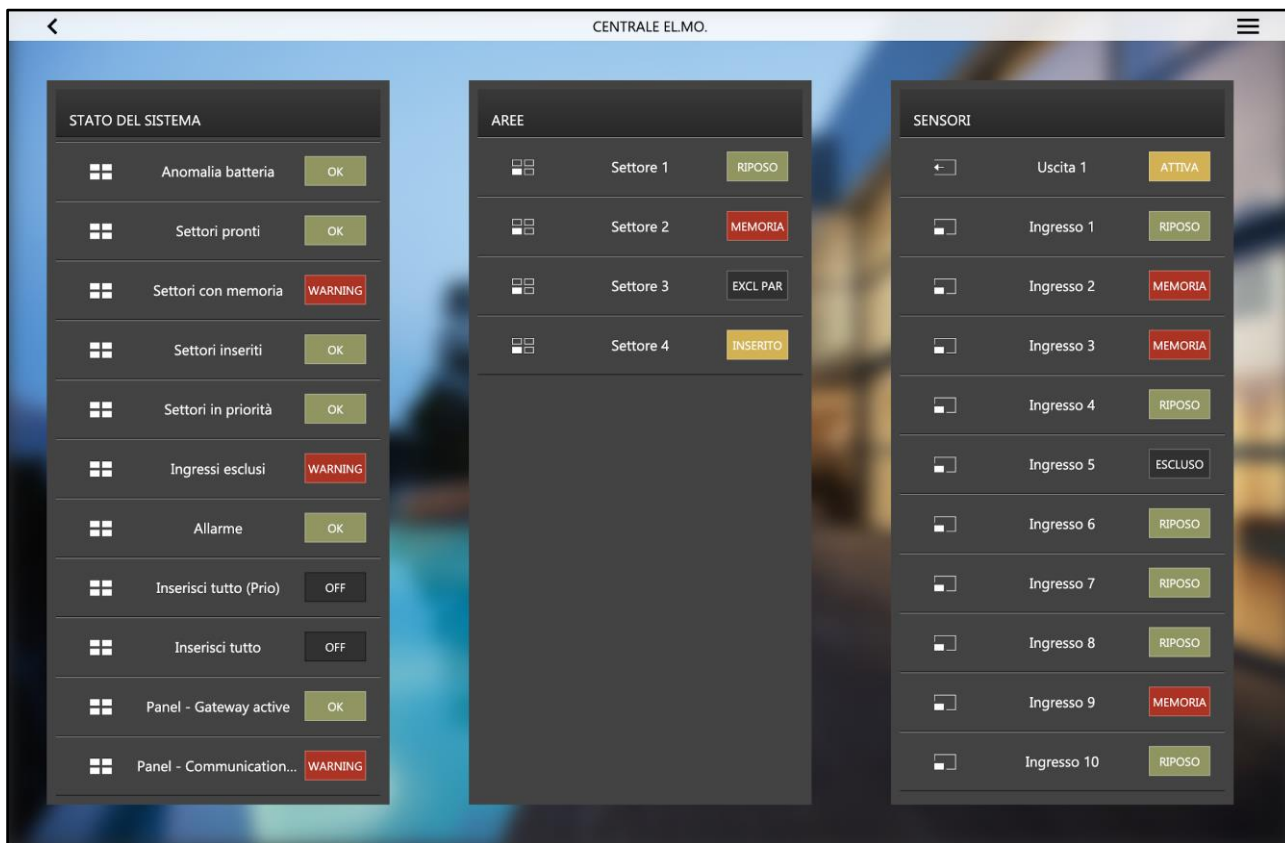 CENTRALE EL.MO.
STATO DEL SISTEMA
Anomalia batteria OK
Settori pronti OK
Settori con memoria WARNING
Settori inseriti OK
Settori in priorità OK
Ingressi esclusi WARNING
Allarme OK
Inserisci tutto (Prio) OFF
Inserisci tutto OFF
Panel - Gateway active OK
Panel - Communication... WARNING
AREE
Settore 1 RIPOSO
Settore 2 MEMORIA
Settore 3 EXCL PAR
Settore 4 INSERITO
SENSORI
Uscita 1 ATTIVA
Ingresso 1 RIPOSO
Ingresso 2 MEMORIA
Ingresso 3 MEMORIA
Ingresso 4 RIPOSO
Ingresso 5 ESCLUSO
Ingresso 6 RIPOSO
Ingresso 7 RIPOSO
Ingresso 8 RIPOSO
Ingresso 9 MEMORIA
Ingresso 10 RIPOSO